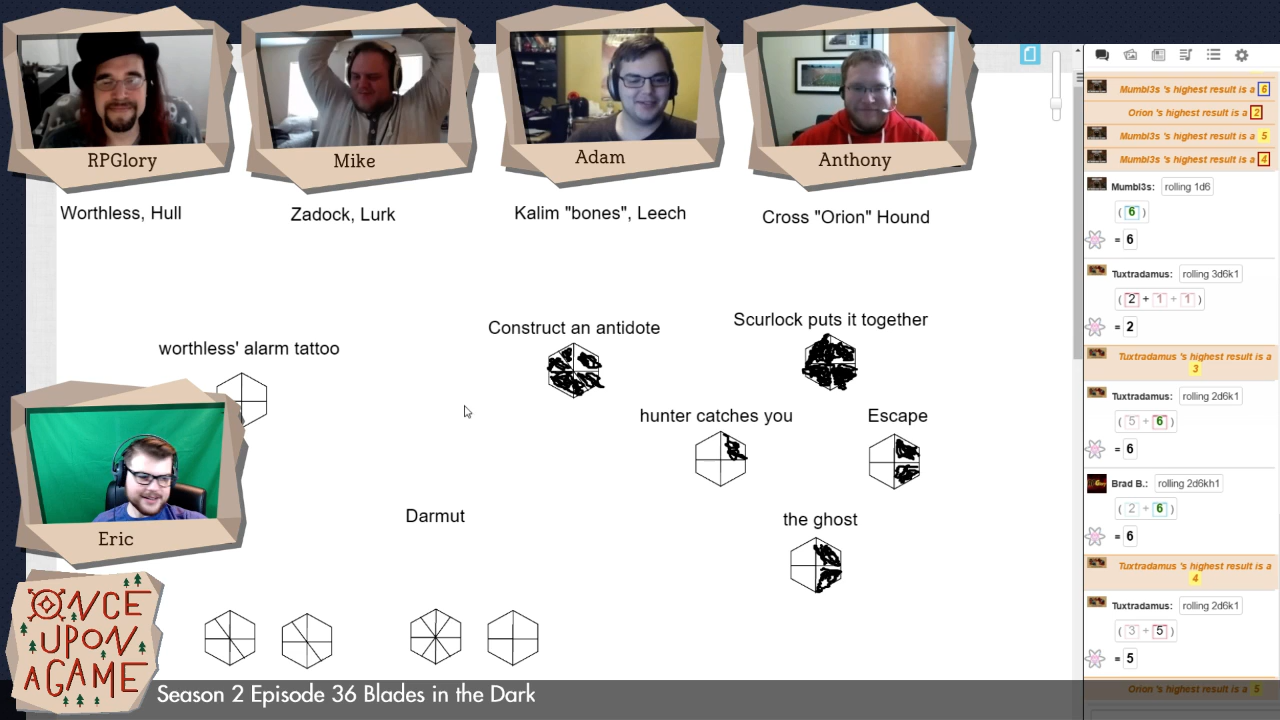 RPGlory
Mike
Adam
Anthony
Worthless, Hull
Zadock, Lurk
Kalim "bones", Leech
Cross "Orion" Hound
worthless' alarm tattoo
Construct an antidote
Scurlock puts it together
hunter catches you
Escape
Darmut
the ghost
Eric
ONCE
UPON
A GAME
Season 2 Episode 36 Blades in the Dark
Mumbl3s 's highest result is a 6
Orion 's highest result is a 2
Mumbl3s 's highest result is a 5
Mumbl3s 's highest result is a 4
Mumbl3s: rolling 1d6
( 6 )
= 6
Tuxtradamus: rolling 3d6k1
( 2 + 1 + 1 )
= 2
Tuxtradamus 's highest result is a
3
Tuxtradamus: rolling 2d6k1
( 5 + 6 )
= 6
Brad B.: rolling 2d6kh1
( 2 + 6 )
= 6
Tuxtradamus 's highest result is a
4
Tuxtradamus: rolling 2d6k1
( 3 + 5 )
= 5
Orion 's highest result is a 5